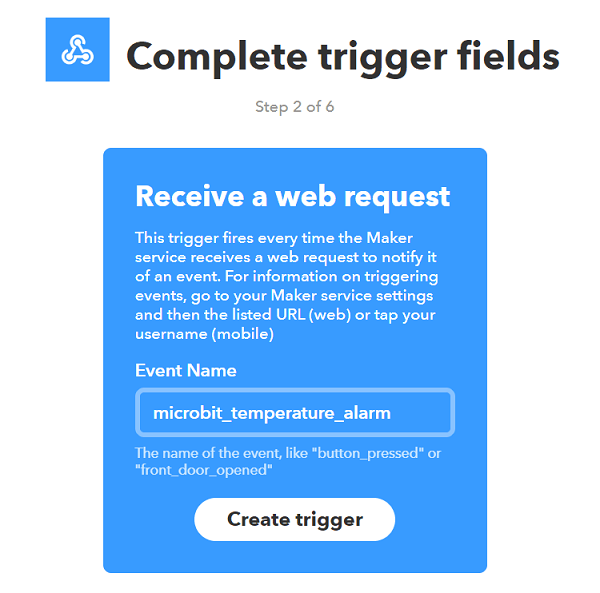 Complete trigger fields
Step 2 of 6
Receive a web request
This trigger fires every time the Maker
service receives a web request to notify it
of an event. For information on triggering
events, go to your Maker service settings
and then the listed URL (web) or tap your
username (mobile)
Event Name
microbit_temperature_alarm
The name of the event, like "button_pressed" or
"front_door_opened"
Create trigger